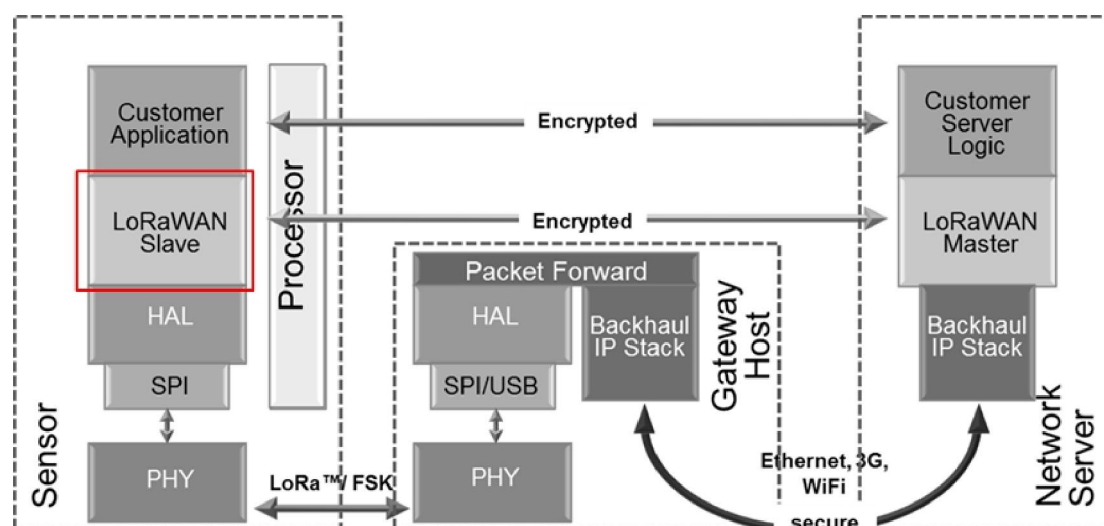 Customer
Application
LoRaWAN
Slave
HAL
SPI
PHY
Processor
Sensor
Encrypted
Encrypted
LoRa™/ FSK
Packet Forward
HAL
SPI/USB
PHY
Backhaul
IP Stack
Gateway
Host
Ethernet, 3G,
WiFi
secure
Customer
Server
Logic
LoRaWAN
Master
Backhaul
IP Stack
Network
Server